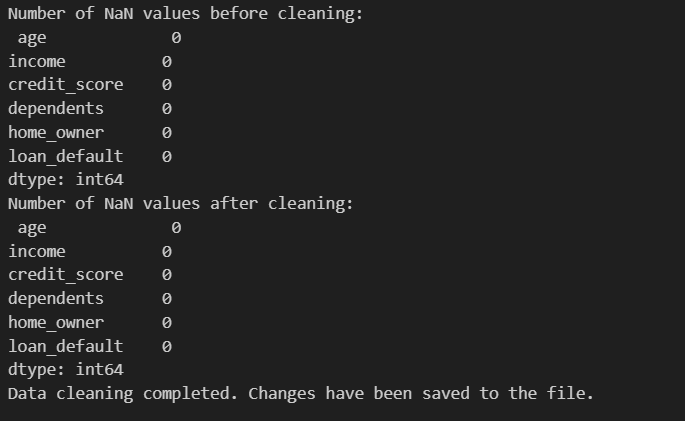 Number of NaN values before cleaning:
 age             0
income          0
credit_score    0
dependents      0
home_owner      0
loan_default    0
dtype: int64
Number of NaN values after cleaning:
 age             0
income          0
credit_score    0
dependents      0
home_owner      0
loan_default    0
dtype: int64
Data cleaning completed. Changes have been saved to the file.